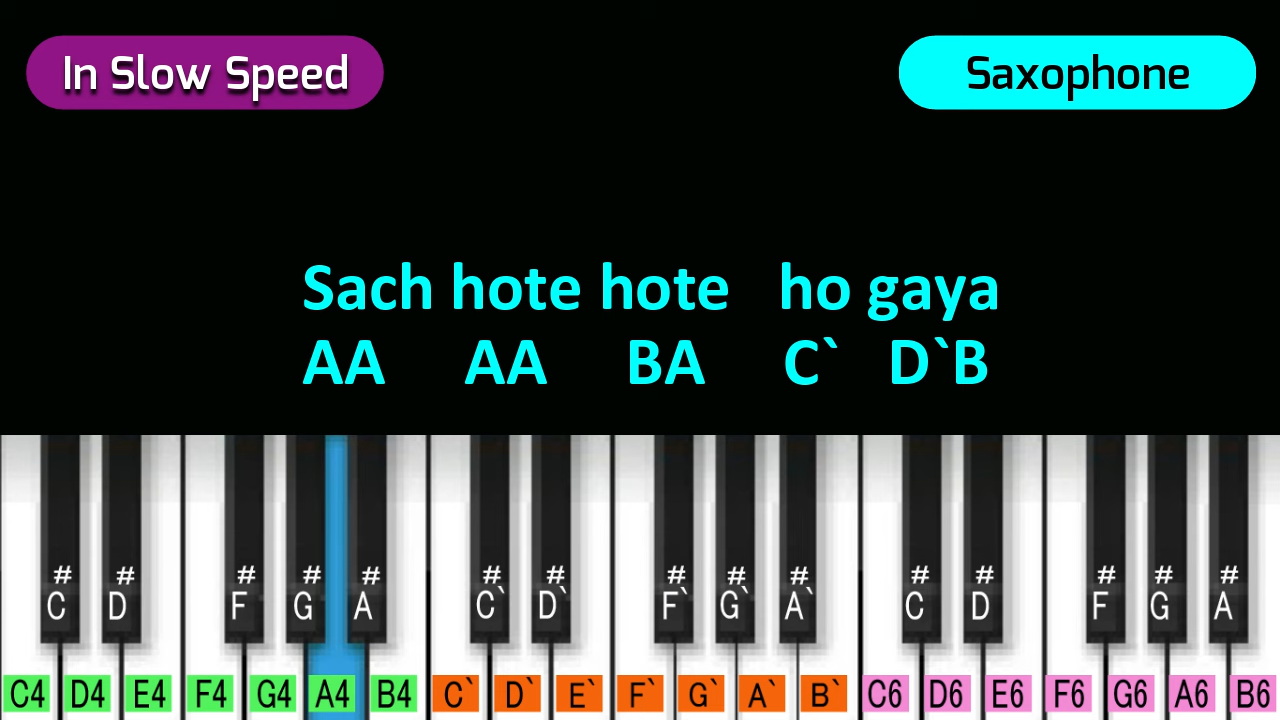 In Slow Speed Saxophone
Sach hote hote ho gaya
AA AA BA C` D`B
# # # # # # # # # # # # # # #
C D F G A C` D` F` G` A` C D F G A
C4 D4 E4 F4 G4 A4 B4 C` D` E` F` G` A` B` C6 D6 E6 F6 G6 A6 B6